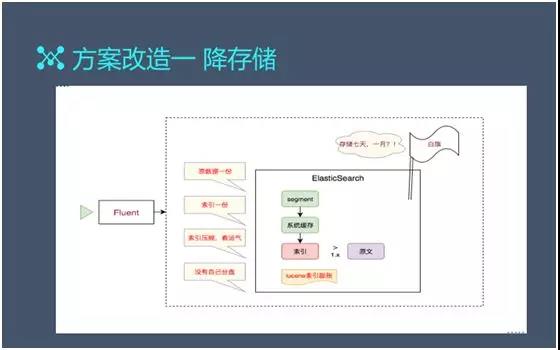 方案改造一 降存储
存储七天，一月？！
白旗
原数据一份
ElasticSearch
segment
索引一份
Fluent
系统缓存
索引压缩，看运气
索引
>
1.x
原文
没有自己分盘
lucene索引膨胀